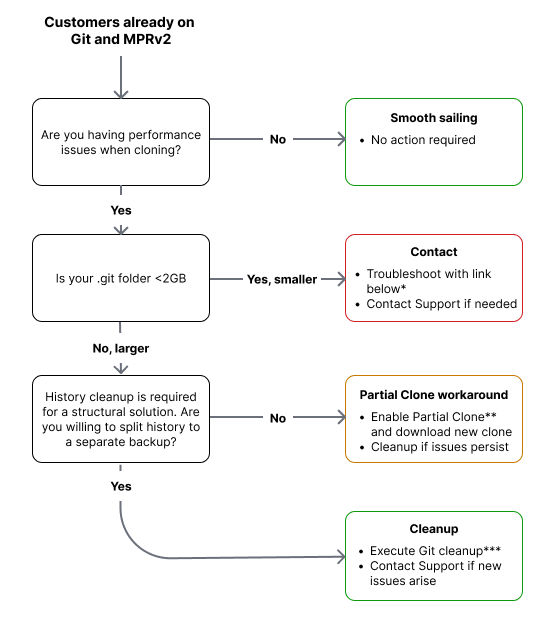 Customers already on
Git and MPRv2
Are you having performance
issues when cloning?
No
Smooth sailing
• No action required
Yes
Is your .git folder <2GB
Yes, smaller
Contact
• Troubleshoot with link
below*
• Contact Support if needed
No, larger
History cleanup is required
for a structural solution. Are
you willing to split history to
a separate backup?
No
Partial Clone workaround
• Enable Partial Clone**
and download new clone
• Cleanup if issues persist
Yes
Cleanup
• Execute Git cleanup***
• Contact Support if new
issues arise